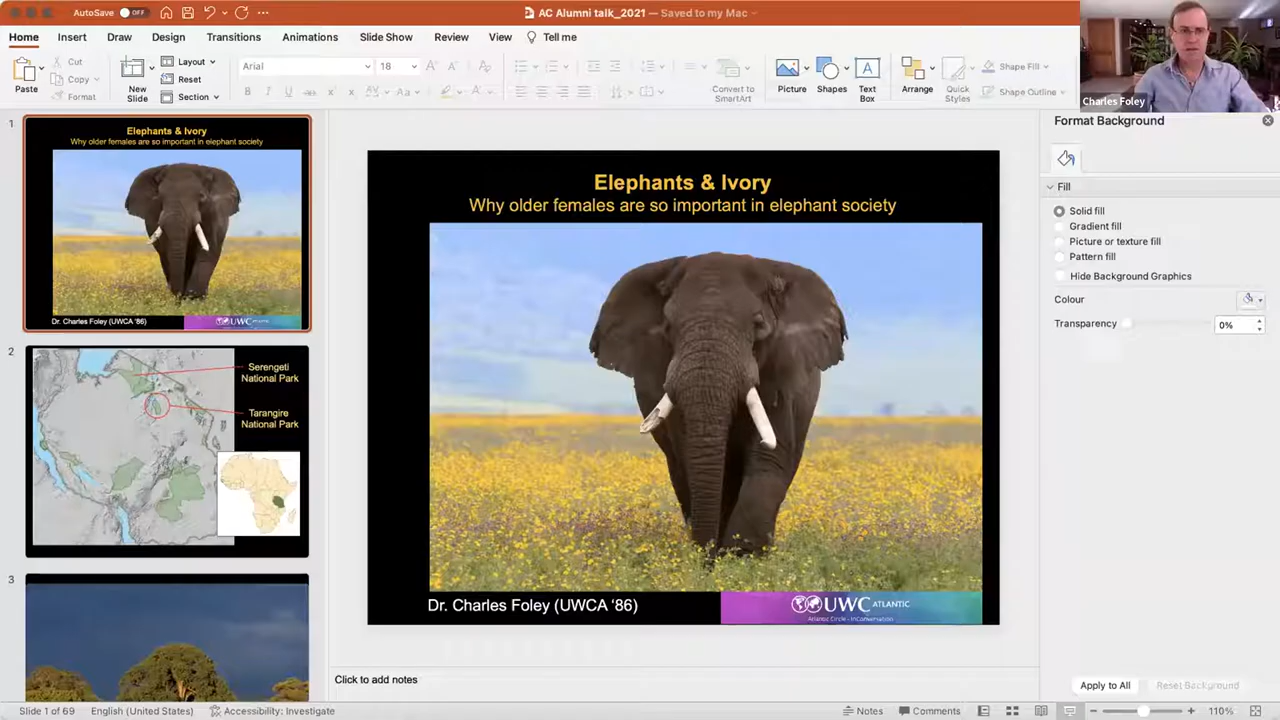 AutoSave OFF
AC Alumni talk_2021 — Saved to my Mac
Home Insert Draw Design Transitions Animations Slide Show Review View Tell me
Paste
Cut
Copy
Format
New
Slide
Layout
Reset
Section
Arial 18
Convert to
SmartArt
Picture
Shapes
Text
Box
Arrange
Quick
Styles
Shape Fill
Shape Outline
Charles Foley
1
Elephants & Ivory
Why older females are so important in elephant society
Dr. Charles Foley (UWCA '86)
UWC
2
Serengeti
National Park
Tarangire
National Park
3
Elephants & Ivory
Why older females are so important in elephant society
Dr. Charles Foley (UWCA ‘86)
UWC ATLANTIC
Atlantic Circle - InConversation
Click to add notes
Format Background
Fill
Solid fill
Gradient fill
Picture or texture fill
Pattern fill
Hide Background Graphics
Colour
Transparency 0%
Apply to All Reset Background
Slide 1 of 69 English (United States) Accessibility: Investigate Notes Comments 110%